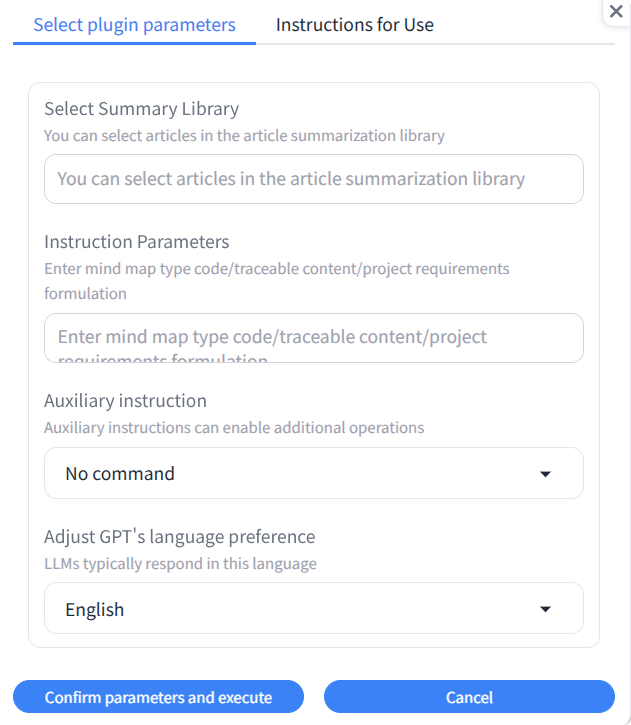 Select plugin parameters
Instructions for Use
Select Summary Library
You can select articles in the article summarization library
You can select articles in the article summarization library
Instruction Parameters
Enter mind map type code/traceable content/project requirements
formulation
Enter mind map type code/traceable content/project
requirements formulation
Auxiliary instruction
Auxiliary instructions can enable additional operations
No command
Adjust GPT's language preference
LLMs typically respond in this language
English
Confirm parameters and execute
Cancel